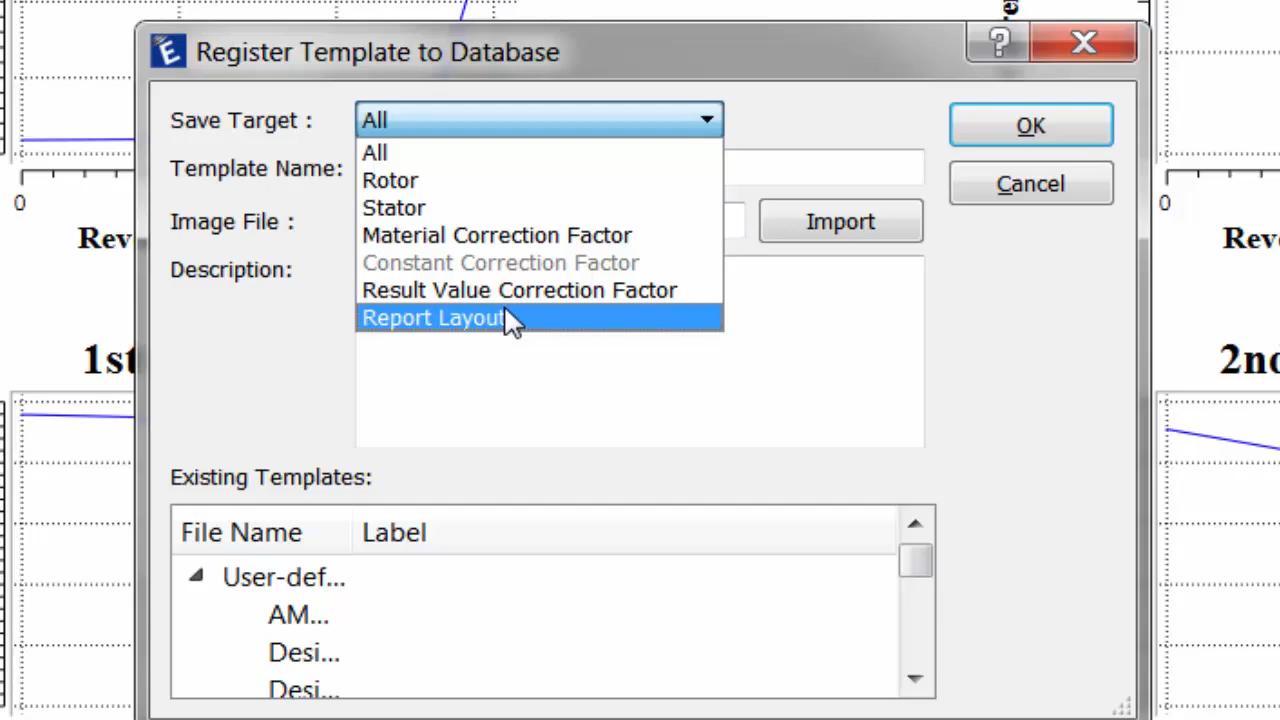 Register Template to Database
Save Target :
All
All
Rotor
Stator
Material Correction Factor
Constant Correction Factor
Result Value Correction Factor
Report Layout
Template Name:
Image File :
Import
Description:
OK
Cancel
Existing Templates:
File Name Label
User-def...
AM...
Desi...
Desi...
0
Rev
1st
0
Rev
2nd